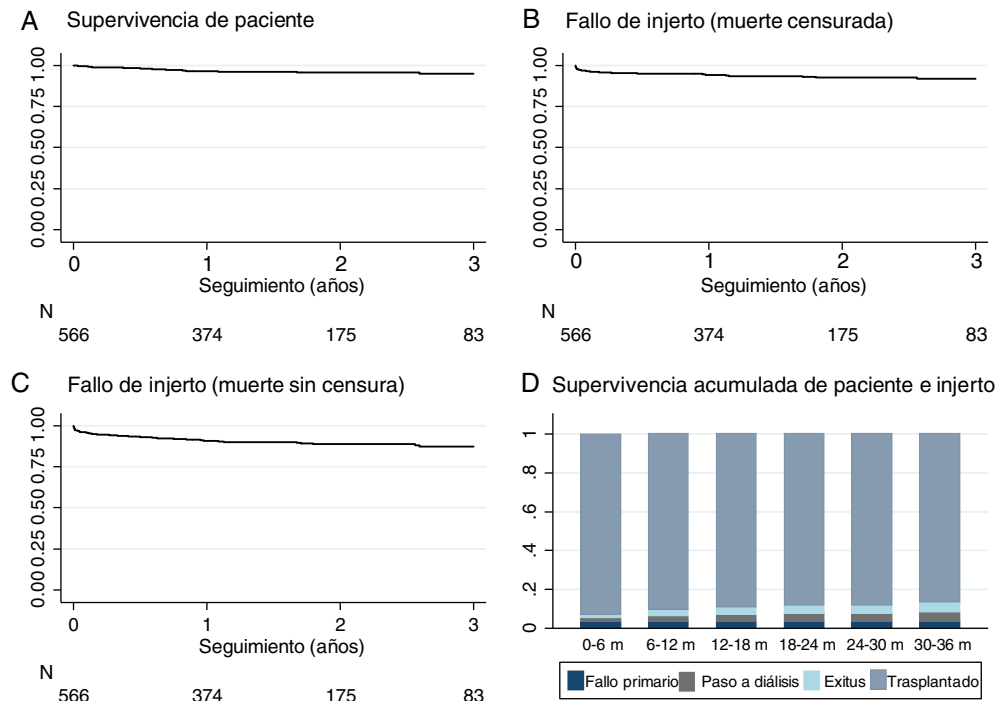 A Supervivencia de paciente
1.00
0.75
0.50
0.25
0.00
0 1 2 3
Seguimiento (años)
N
566 374 175 83
B Fallo de injerto (muerte censurada)
1.00
0.75
0.50
0.25
0.00
0 1 2 3
Seguimiento (años)
N
566 374 175 83
C Fallo de injerto (muerte sin censura)
1.00
0.75
0.50
0.25
0.00
0 1 2 3
Seguimiento (años)
N
566 374 175 83
D Supervivencia acumulada de paciente e injerto
1
.8
.6
.4
.2
0
0-6 m 6-12 m 12-18 m 18-24 m 24-30 m 30-36 m
Fallo primario Paso a diálisis Exitus Trasplantado